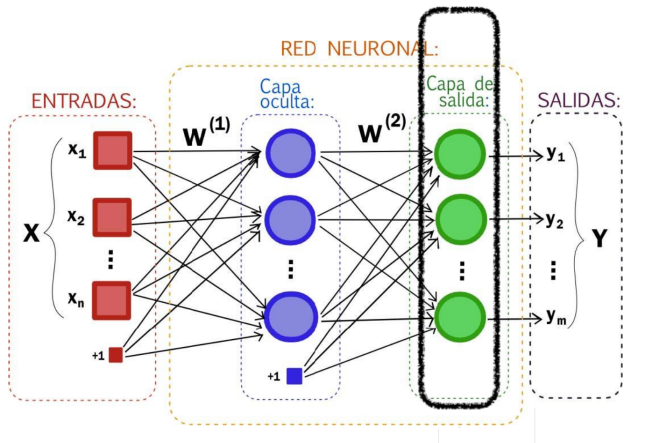 RED NEURONAL:
ENTRADAS:
Capa
oculta:
Capa de
salida:
SALIDAS:
W(1)
W(2)
X
x1
x2
xn
+1
+1
y1
y2
ym
Y